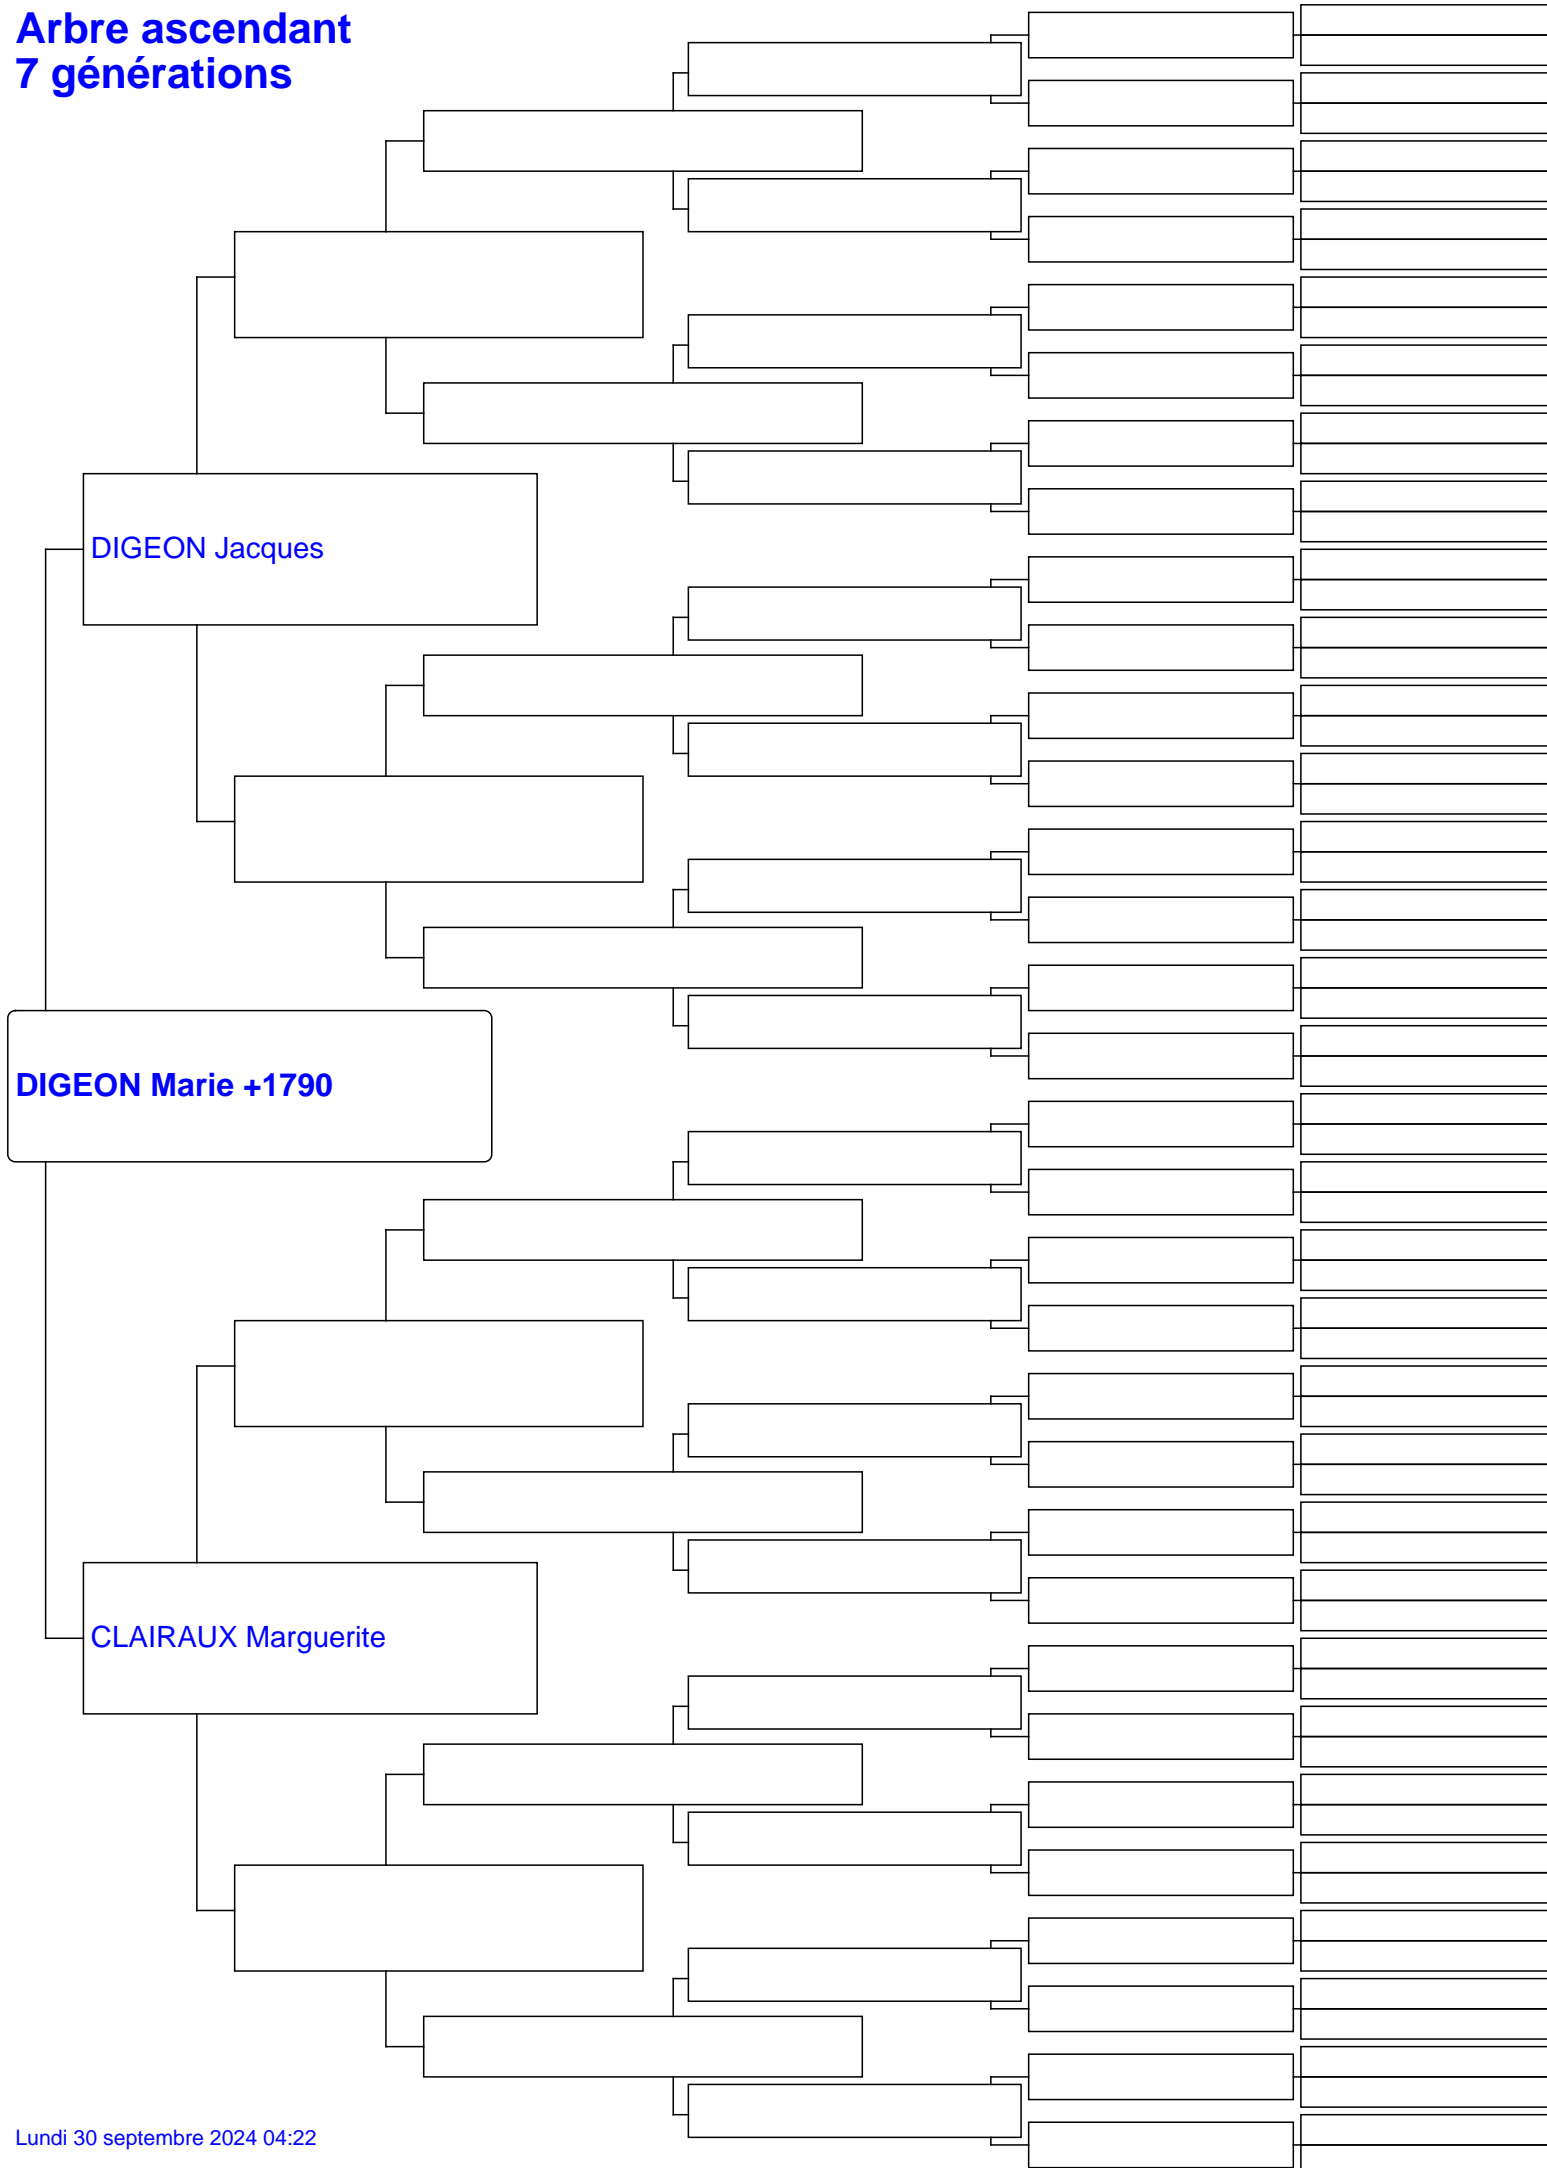 Arbre ascendant
7 générations
DIGEON Jacques
DIGEON Marie +1790
CLAIRAUX Marguerite
Lundi 30 septembre 2024 04:22